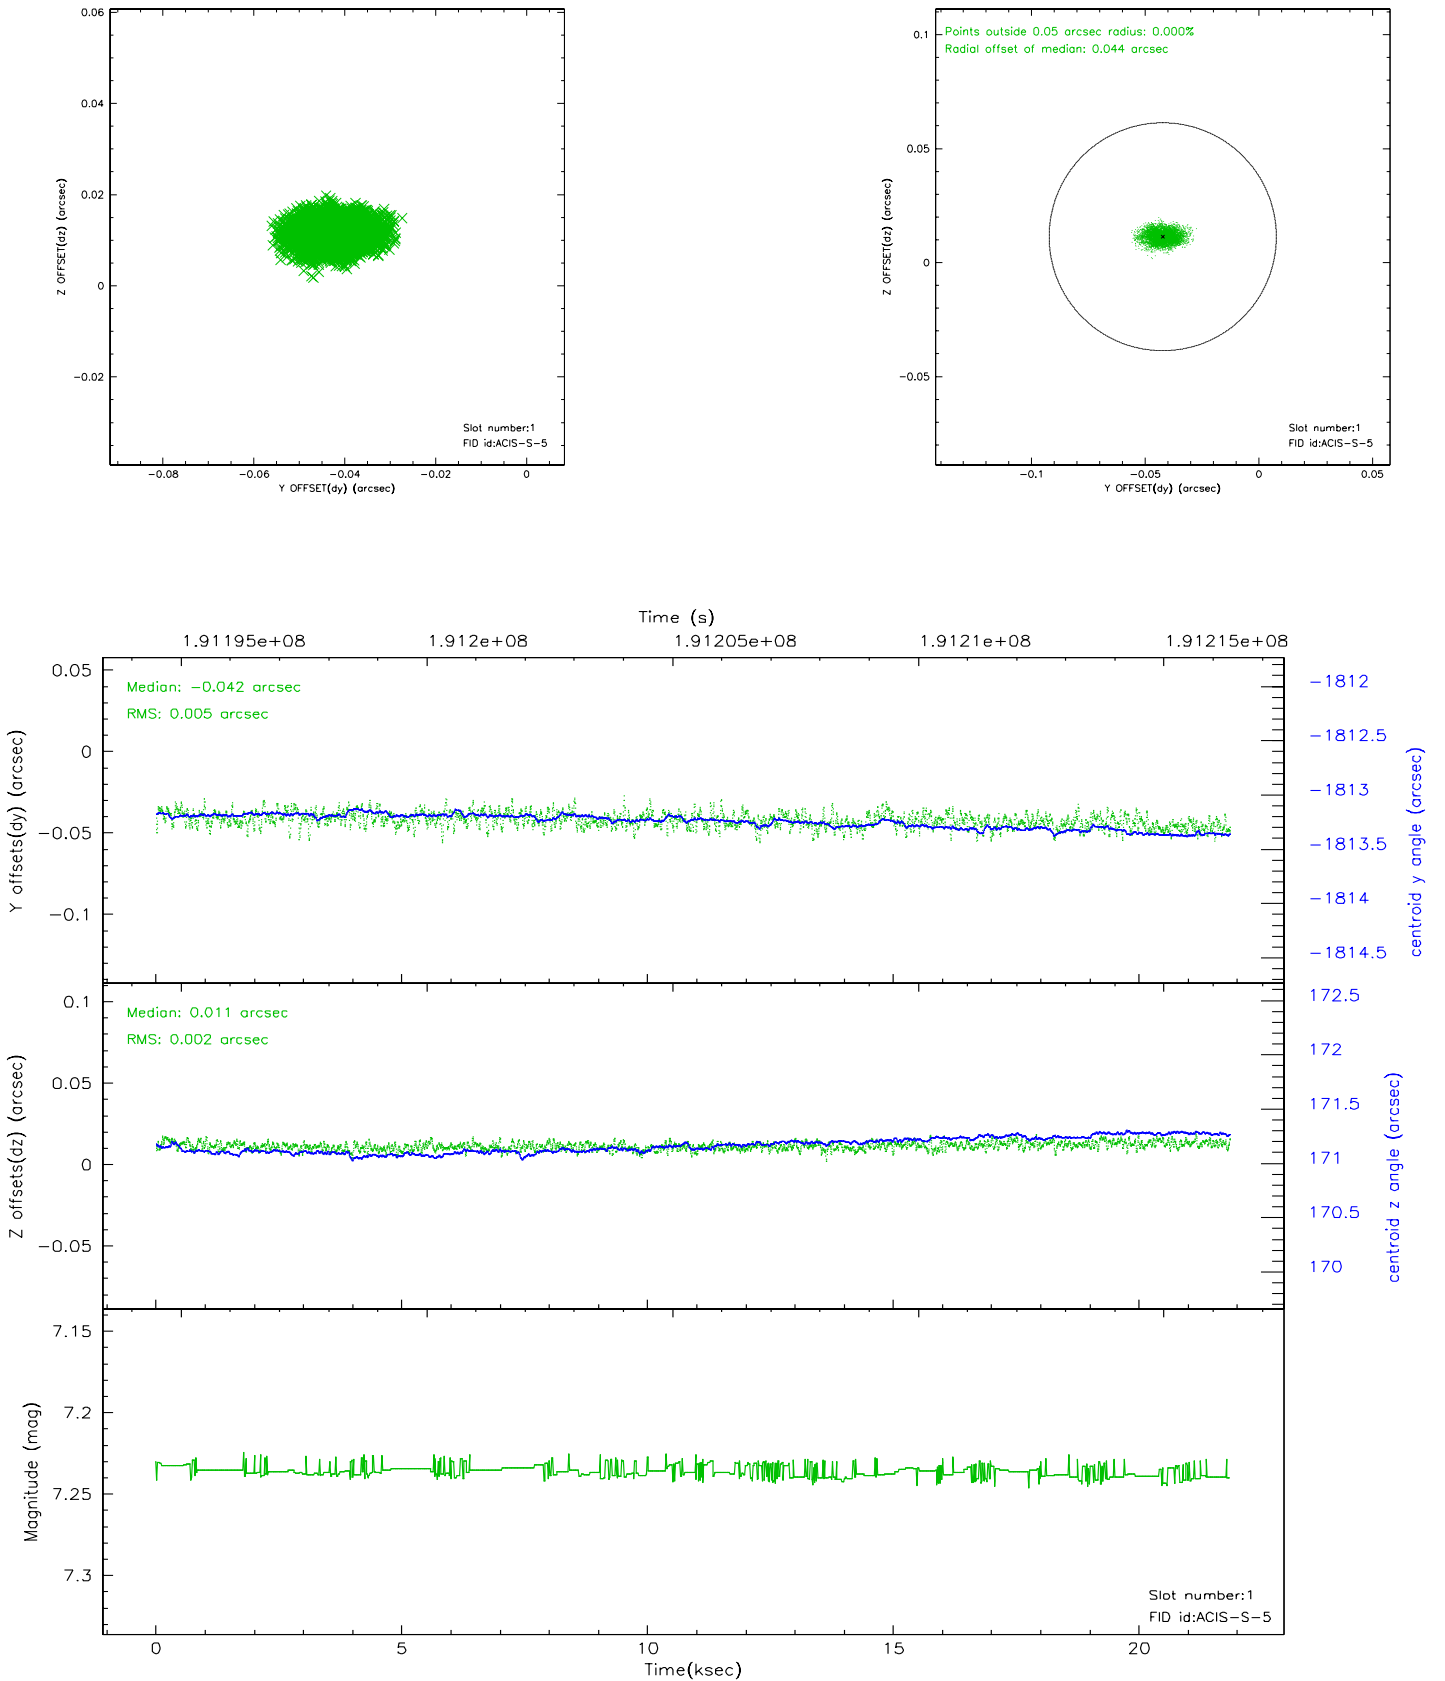 0.06
0.04
0.02
0
-0.02
Z OFFSET(dz) (arcsec)
Slot number:1
FID id:ACIS-S-5
-0.08 -0.06 -0.04 -0.02 0
Y OFFSET(dy) (arcsec)
Points outside 0.05 arcsec radius: 0.000%
Radial offset of median: 0.044 arcsec
0.1
0.05
0
-0.05
Z OFFSET(dz) (arcsec)
Slot number:1
FID id:ACIS-S-5
-0.1 -0.05 0 0.05
Y OFFSET(dy) (arcsec)
Time (s)
1.91195e+08 1.912e+08 1.91205e+08 1.9121e+08 1.91215e+08
Median: -0.042 arcsec
RMS: 0.005 arcsec
0.05
0
-0.05
-0.1
Y offsets(dy) (arcsec)
-1812
-1812.5
-1813
-1813.5
-1814
-1814.5
centroid y angle (arcsec)
Median: 0.011 arcsec
RMS: 0.002 arcsec
0.1
0.05
0
-0.05
Z offsets(dz) (arcsec)
172.5
172
171.5
171
170.5
170
centroid z angle (arcsec)
7.15
7.2
7.25
7.3
Magnitude (mag)
Slot number:1
FID id:ACIS-S-5
0 5 10 15 20
Time(ksec)